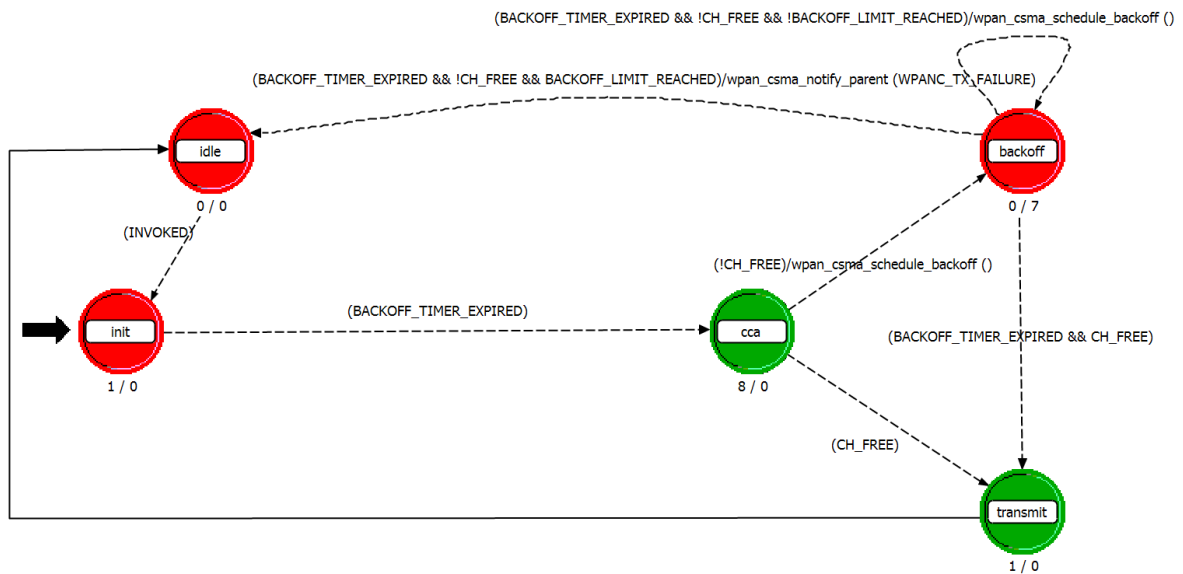 (BACKOFF_TIMER_EXPIRED && !CH_FREE && !BACKOFF_LIMIT_REACHED)/wpan_csma_schedule_backoff ()
(BACKOFF_TIMER_EXPIRED && !CH_FREE && BACKOFF_LIMIT_REACHED)/wpan_csma_notify_parent (WPANC_TX_FAILURE)
idle
backoff
0 / 0
0 / 7
(INVOKED)
(!CH_FREE)/wpan_csma_schedule_backoff ()
(BACKOFF_TIMER_EXPIRED)
init
cca
(BACKOFF_TIMER_EXPIRED && CH_FREE)
1 / 0
8 / 0
(CH_FREE)
transmit
1 / 0